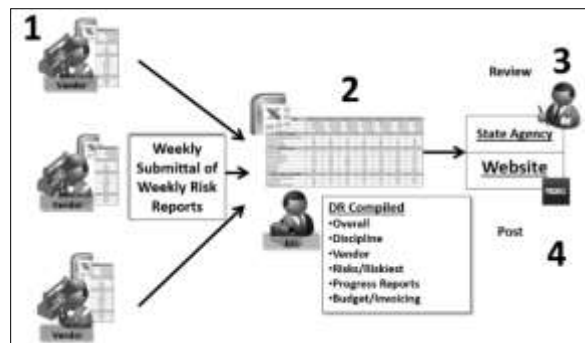 1
Vendor
Vendor
Vendor
Weekly
Submittal of
Weekly Risk
Reports
2
DR Compiled
•Overall
•Discipline
•Vendor
•Risks/Riskiest
•Progress Reports
•Budget/Invoicing
3
Review
State Agency
Website
Post
4